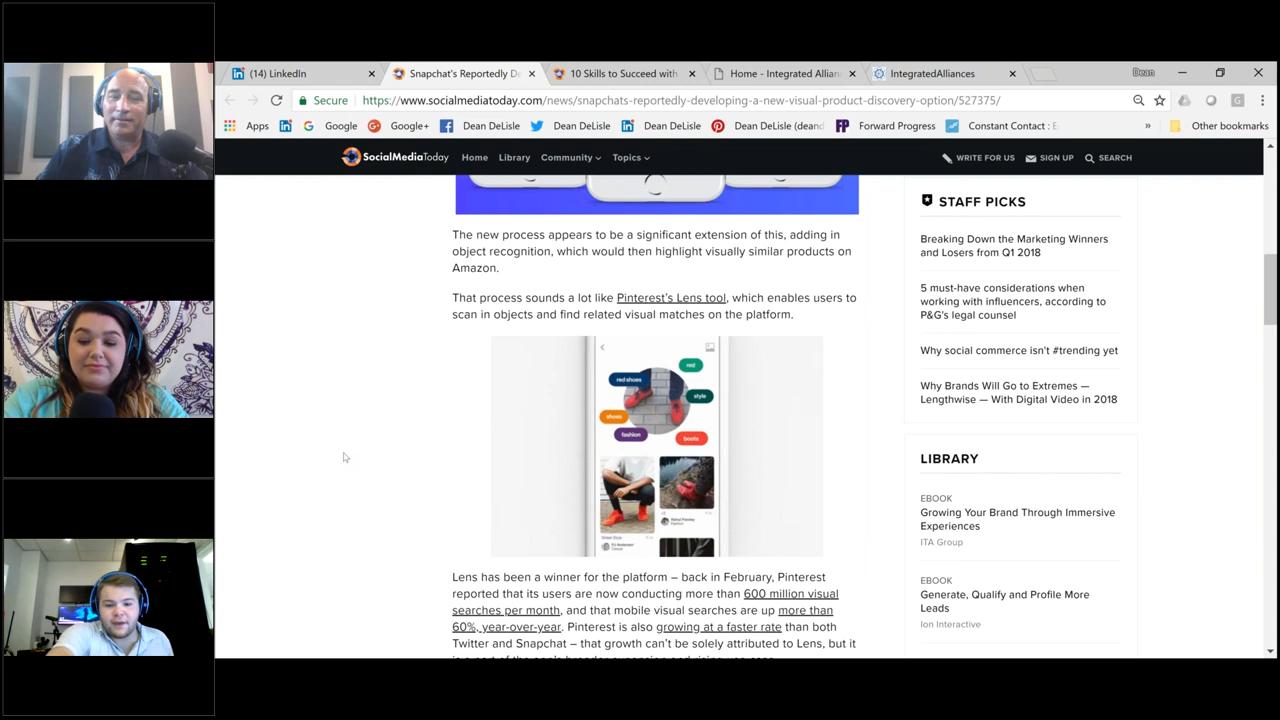 (14) LinkedIn
Snapchat's Reportedly De
10 Skills to Succeed with
Home - Integrated Allian
IntegratedAlliances
Dean
Secure
https://www.socialmediatoday.com/news/snapchats-reportedly-developing-a-new-visual-product-discovery-option/527375/
Apps
Google
Google+
Dean DeLisle
Dean DeLisle
Dean DeLisle
Dean DeLisle (deand
Forward Progress
Constant Contact : E
»
Other bookmarks
SocialMediaToday
Home
Library
Community
Topics
WRITE FOR US
SIGN UP
SEARCH
The new process appears to be a significant extension of this, adding in
object recognition, which would then highlight visually similar products on
Amazon.
That process sounds a lot like Pinterest's Lens tool, which enables users to
scan in objects and find related visual matches on the platform.
red
red shoes
style
shoes
fashion
boots
Lens has been a winner for the platform – back in February, Pinterest
reported that its users are now conducting more than 600 million visual
searches per month, and that mobile visual searches are up more than
60%, year-over-year. Pinterest is also growing at a faster rate than both
Twitter and Snapchat – that growth can't be solely attributed to Lens, but it
STAFF PICKS
Breaking Down the Marketing Winners
and Losers from Q1 2018
5 must-have considerations when
working with influencers, according to
P&G's legal counsel
Why social commerce isn't #trending yet
Why Brands Will Go to Extremes —
Lengthwise — With Digital Video in 2018
LIBRARY
EBOOK
Growing Your Brand Through Immersive
Experiences
ITA Group
EBOOK
Generate, Qualify and Profile More
Leads
Ion Interactive